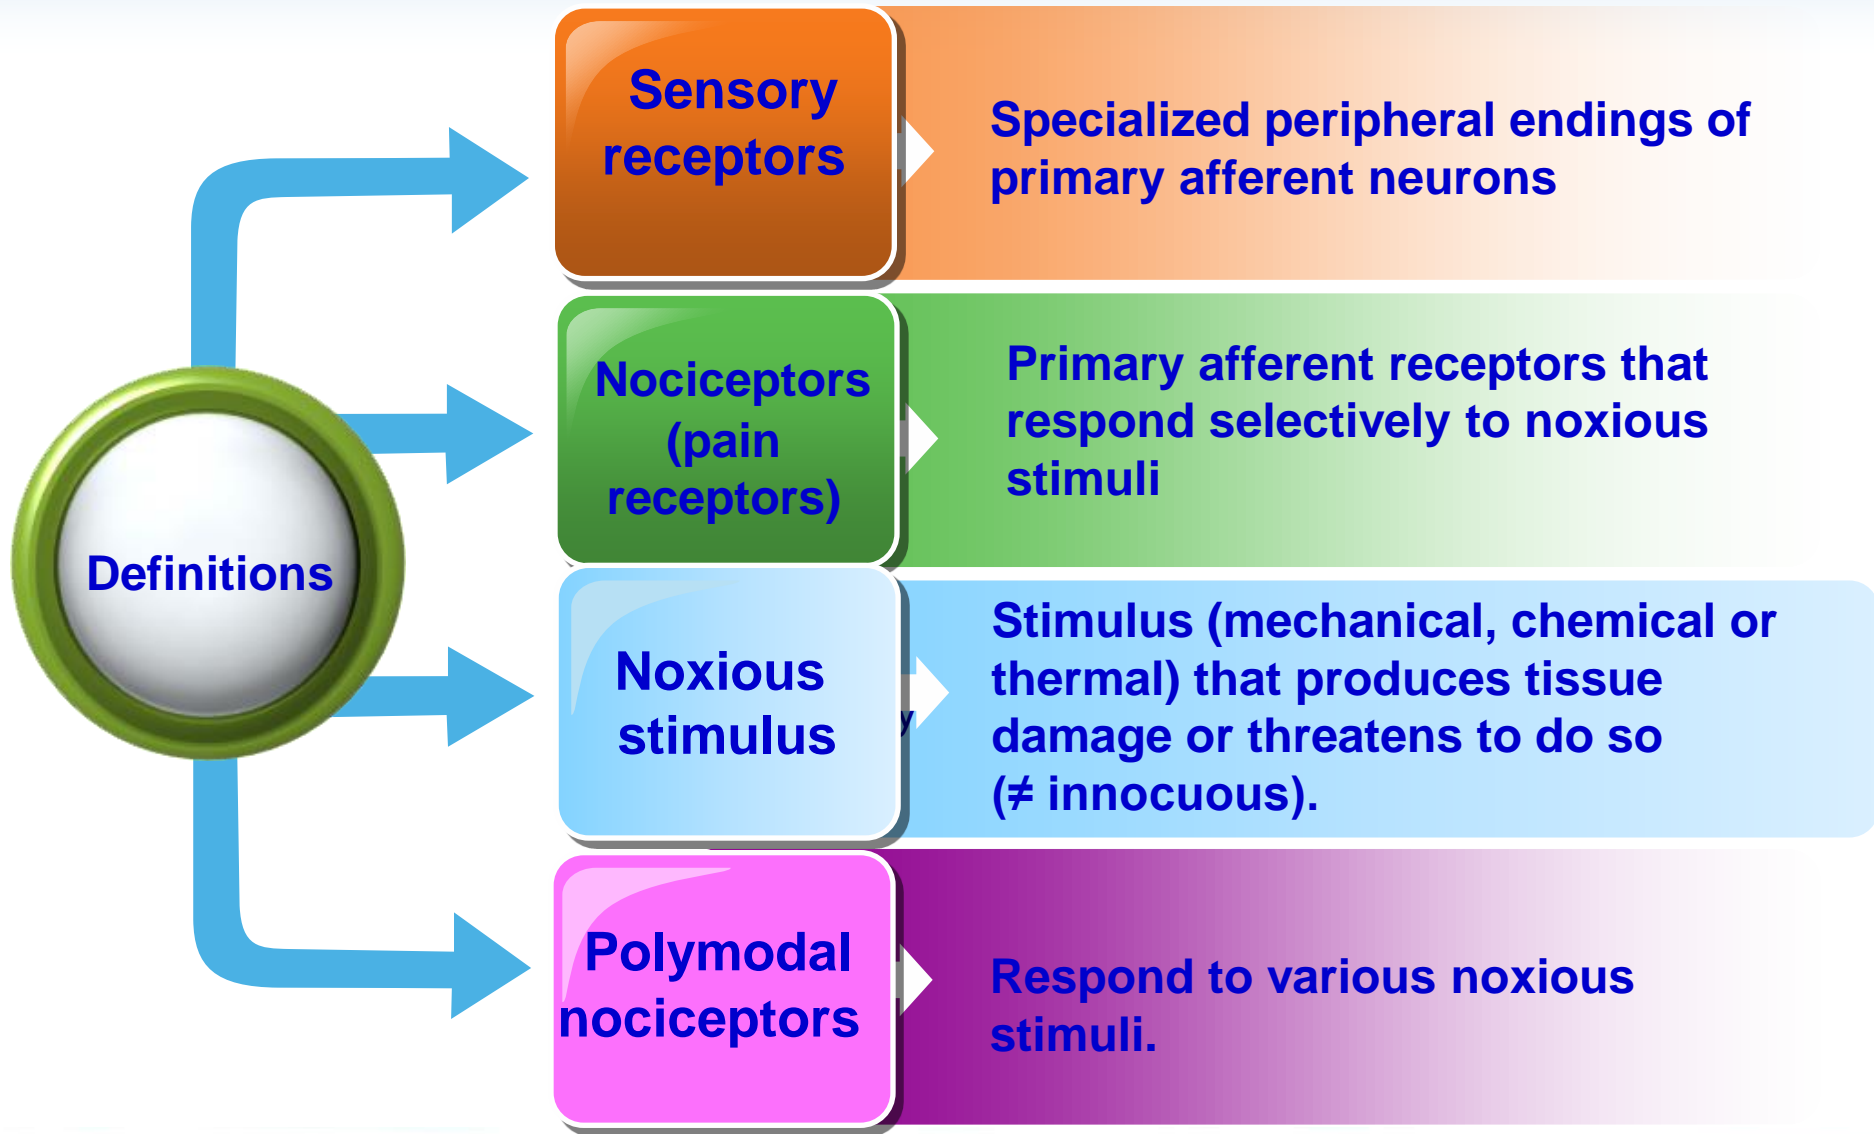 Definitions
Sensory
receptors
Specialized peripheral endings of
primary afferent neurons
Nociceptors
(pain
receptors)
Primary afferent receptors that
respond selectively to noxious
stimuli
Noxious
stimulus
y
Stimulus (mechanical, chemical or
thermal) that produces tissue
damage or threatens to do so
(≠ innocuous).
Polymodal
nociceptors
Respond to various noxious
stimuli.